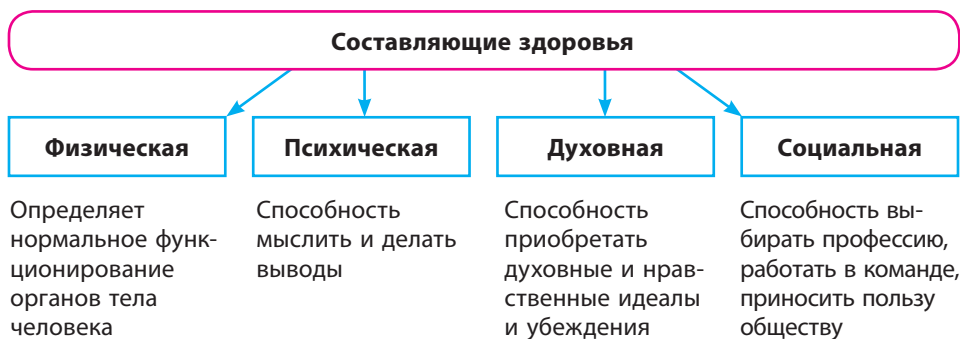 Составляющие здоровья
Физическая
Психическая
Духовная
Социальная
Определяет
нормальное функ-
ционирование
органов тела
человека
Способность
мыслить и делать
выводы
Способность
приобретать
духовные и нрав-
ственные идеалы
и убеждения
Способность вы-
бирать профессию,
работать в команде,
приносить пользу
обществу